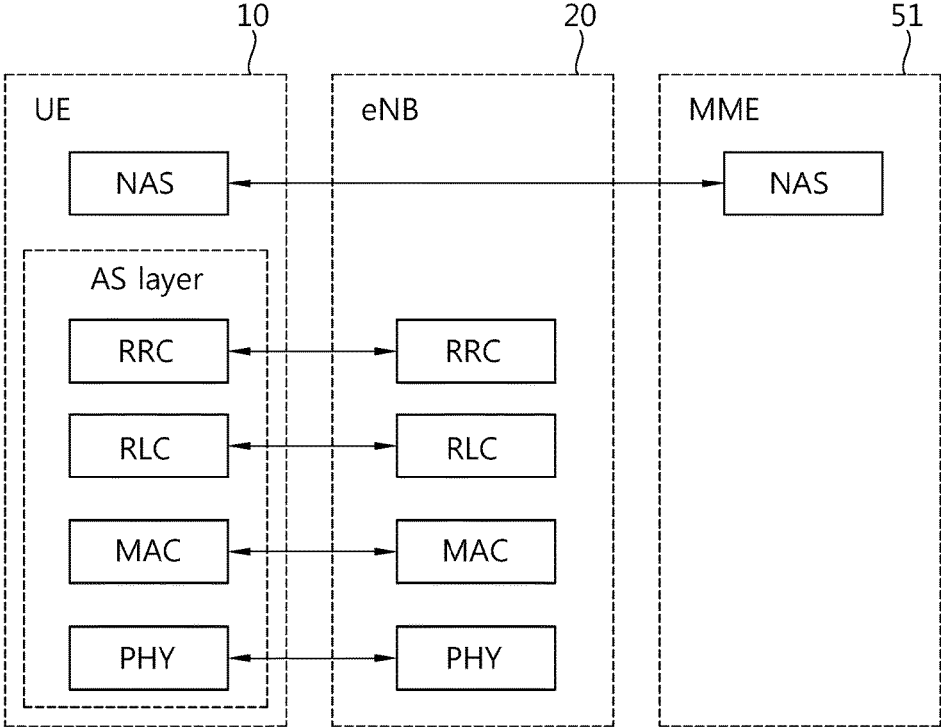 10 20 51
UE eNB MME
NAS NAS
AS layer
RRC RRC
RLC RLC
MAC MAC
PHY PHY